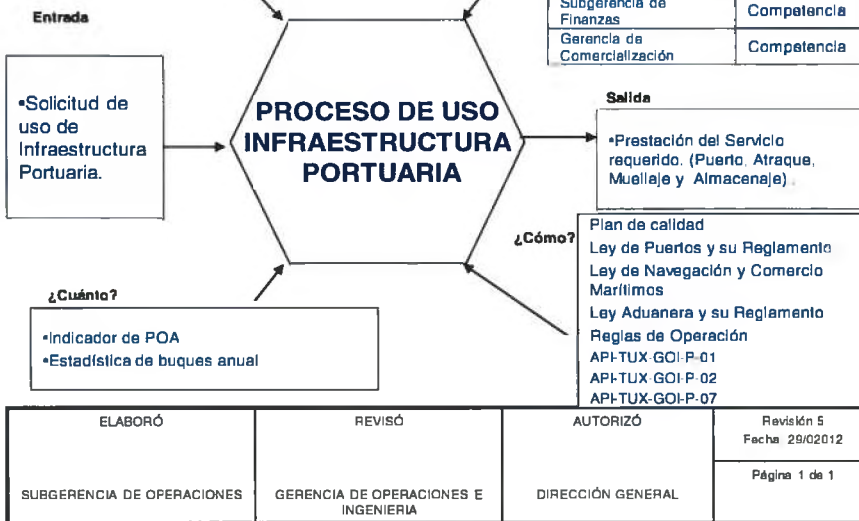 Entrada
Subgerencia de
Finanzas
Competencia
Gerencia de
Comercialización
Competencia
•Solicitud de
uso de
Infraestructura
Portuaria.
PROCESO DE USO
INFRAESTRUCTURA
PORTUARIA
Salida
•Prestación del Servicio
requerido. (Puerto, Atraque,
Muellaje y Almacenaje)
¿Cómo?
Plan de calidad
Ley de Puertos y su Reglamento
Ley de Navegación y Comercio
Marítimos
Ley Aduanera y su Reglamento
Reglas de Operación
API-TUX-GOI-P-01
API-TUX-GOI-P-02
API-TUX-GOI-P-07
¿Cuánto?
•Indicador de POA
•Estadística de buques anual
ELABORÓ
REVISÓ
AUTORIZÓ
Revisión 5
Fecha 29/02012
Página 1 de 1
SUBGERENCIA DE OPERACIONES
GERENCIA DE OPERACIONES E
INGENIERIA
DIRECCIÓN GENERAL